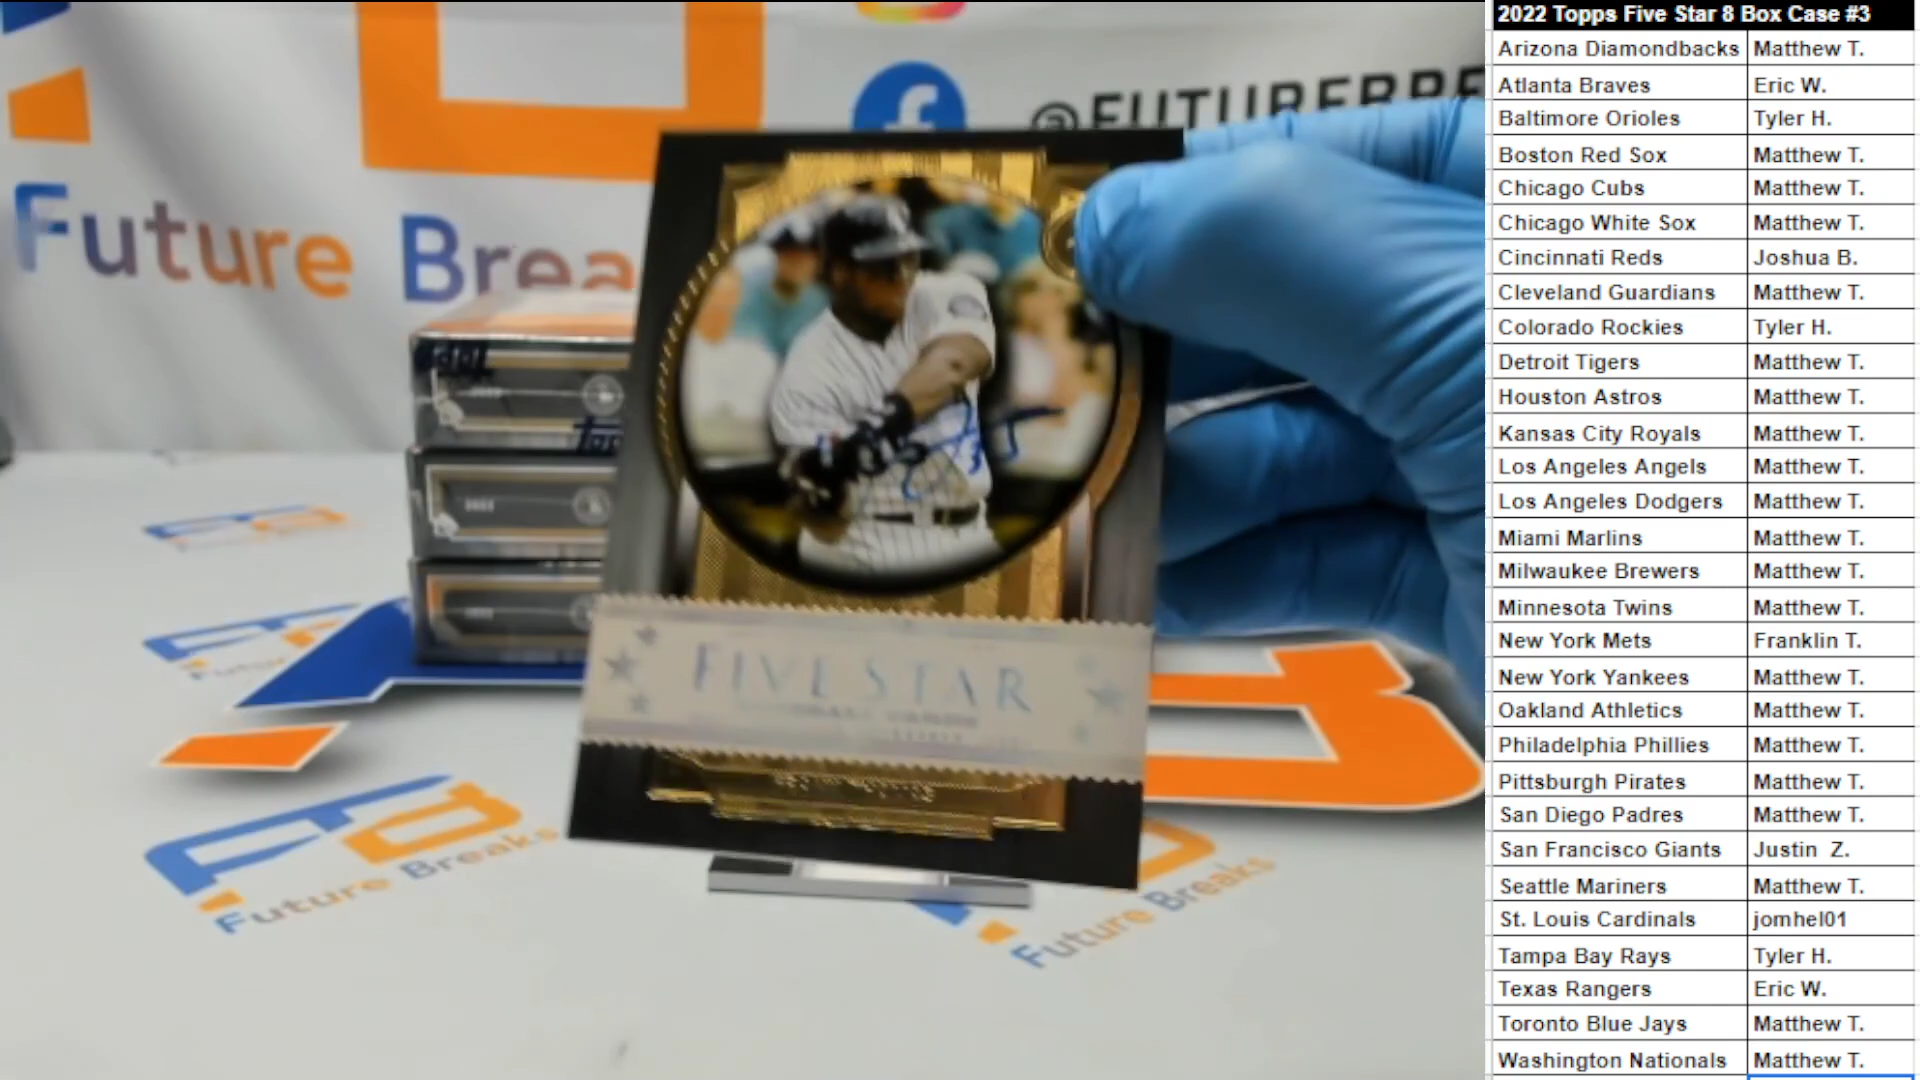 2022 Topps Five Star 8 Box Case #3
Arizona Diamondbacks Matthew T.
Atlanta Braves Eric W.
Baltimore Orioles Tyler H.
Boston Red Sox Matthew T.
Chicago Cubs Matthew T.
Chicago White Sox Matthew T.
Cincinnati Reds Joshua B.
Cleveland Guardians Matthew T.
Colorado Rockies Tyler H.
Detroit Tigers Matthew T.
Houston Astros Matthew T.
Kansas City Royals Matthew T.
Los Angeles Angels Matthew T.
Los Angeles Dodgers Matthew T.
Miami Marlins Matthew T.
Milwaukee Brewers Matthew T.
Minnesota Twins Matthew T.
New York Mets Franklin T.
New York Yankees Matthew T.
Oakland Athletics Matthew T.
Philadelphia Phillies Matthew T.
Pittsburgh Pirates Matthew T.
San Diego Padres Matthew T.
San Francisco Giants Justin Z.
Seattle Mariners Matthew T.
St. Louis Cardinals jomhel01
Tampa Bay Rays Tyler H.
Texas Rangers Eric W.
Toronto Blue Jays Matthew T.
Washington Nationals Matthew T.
@FUTUREBRE
Future Brea
FIVE STAR
Future Breaks
Future Breaks